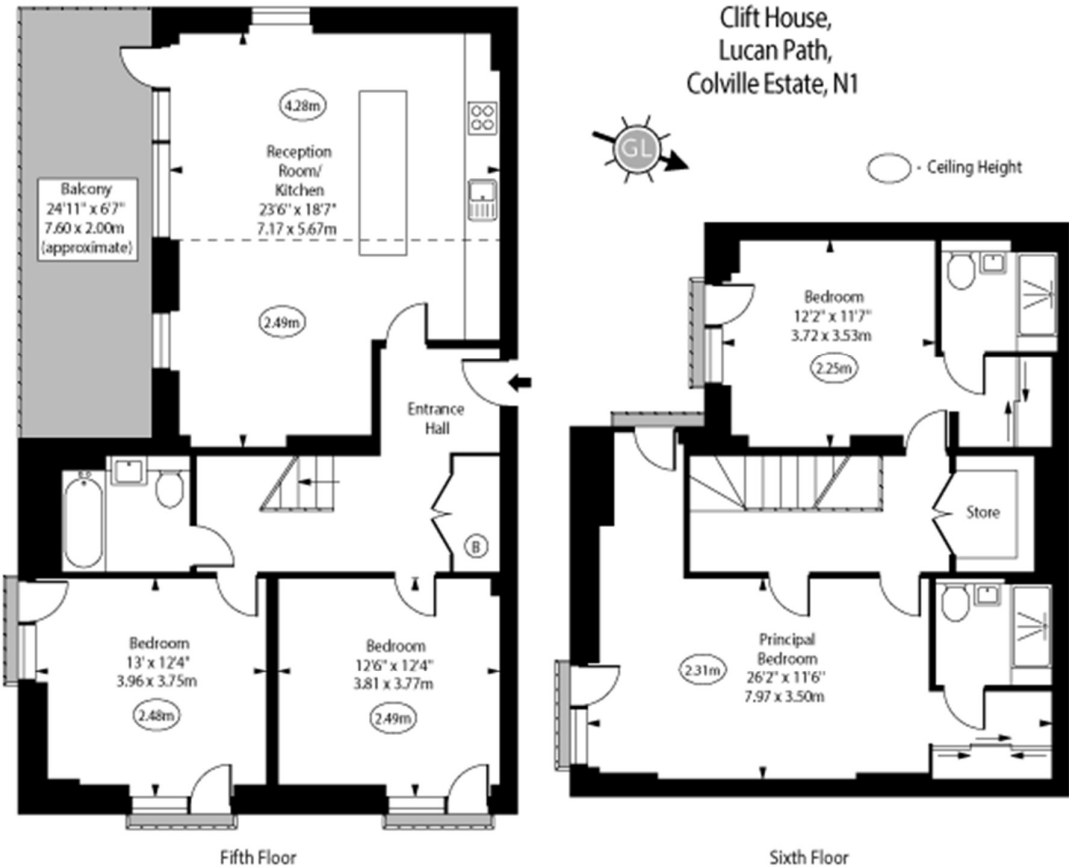 Clift House,
Lucan Path,
Colville Estate, N1
GL
- Ceiling Height
Balcony
24'11" x 6'7"
7.60 x 2.00m
(approximate)
4.28m
Reception
Room/
Kitchen
23'6" x 18'7"
7.17 x 5.67m
2.49m
Entrance
Hall
B
Bedroom
13' x 12'4"
3.96 x 3.75m
2.48m
Bedroom
12'6" x 12'4"
3.81 x 3.77m
2.49m
Fifth Floor
Bedroom
12'2" x 11'7"
3.72 x 3.53m
2.25m
Store
Principal
Bedroom
26'2" x 11'6"
7.97 x 3.50m
2.31m
Sixth Floor